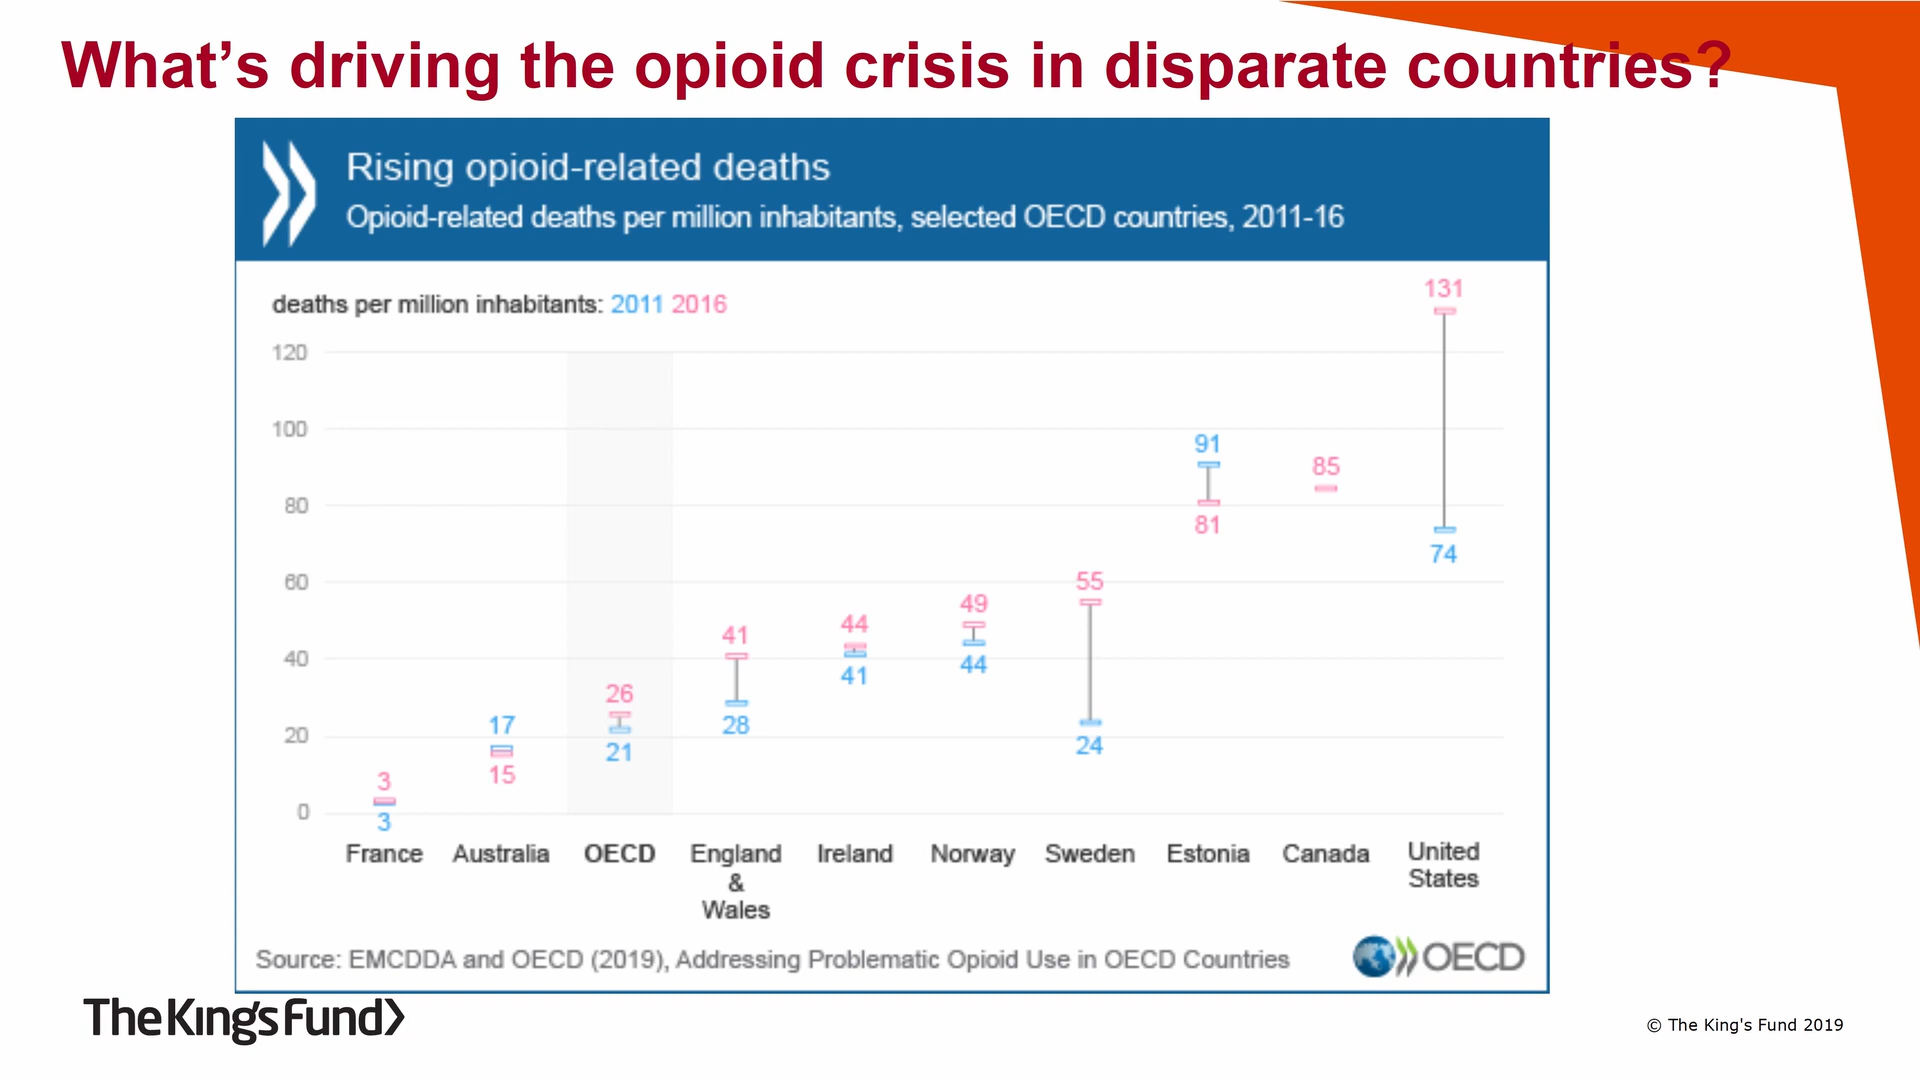 What's driving the opioid crisis in disparate countries?
Rising opioid-related deaths
Opioid-related deaths per million inhabitants, selected OECD countries, 2011-16
deaths per million inhabitants: 2011 2016
120
100
80
60
40
20
0
3
3
17
15
26
21
41
28
44
41
49
44
55
24
91
81
85
131
74
France
Australia
OECD
England
&
Wales
Ireland
Norway
Sweden
Estonia
Canada
United
States
Source: EMCDDA and OECD (2019), Addressing Problematic Opioid Use in OECD Countries
OECD
The King's Fund
© The King's Fund 2019